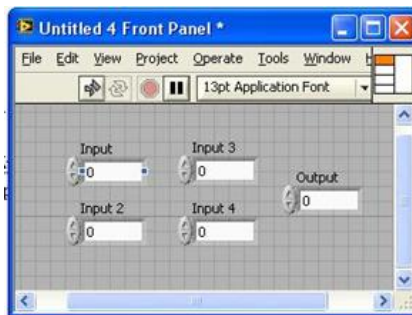 Untitled 4 Front Panel *
File Edit View Project Operate Tools Window
13pt Application Font
Input
0
Input 3
0
Output
0
Input 2
0
Input 4
0